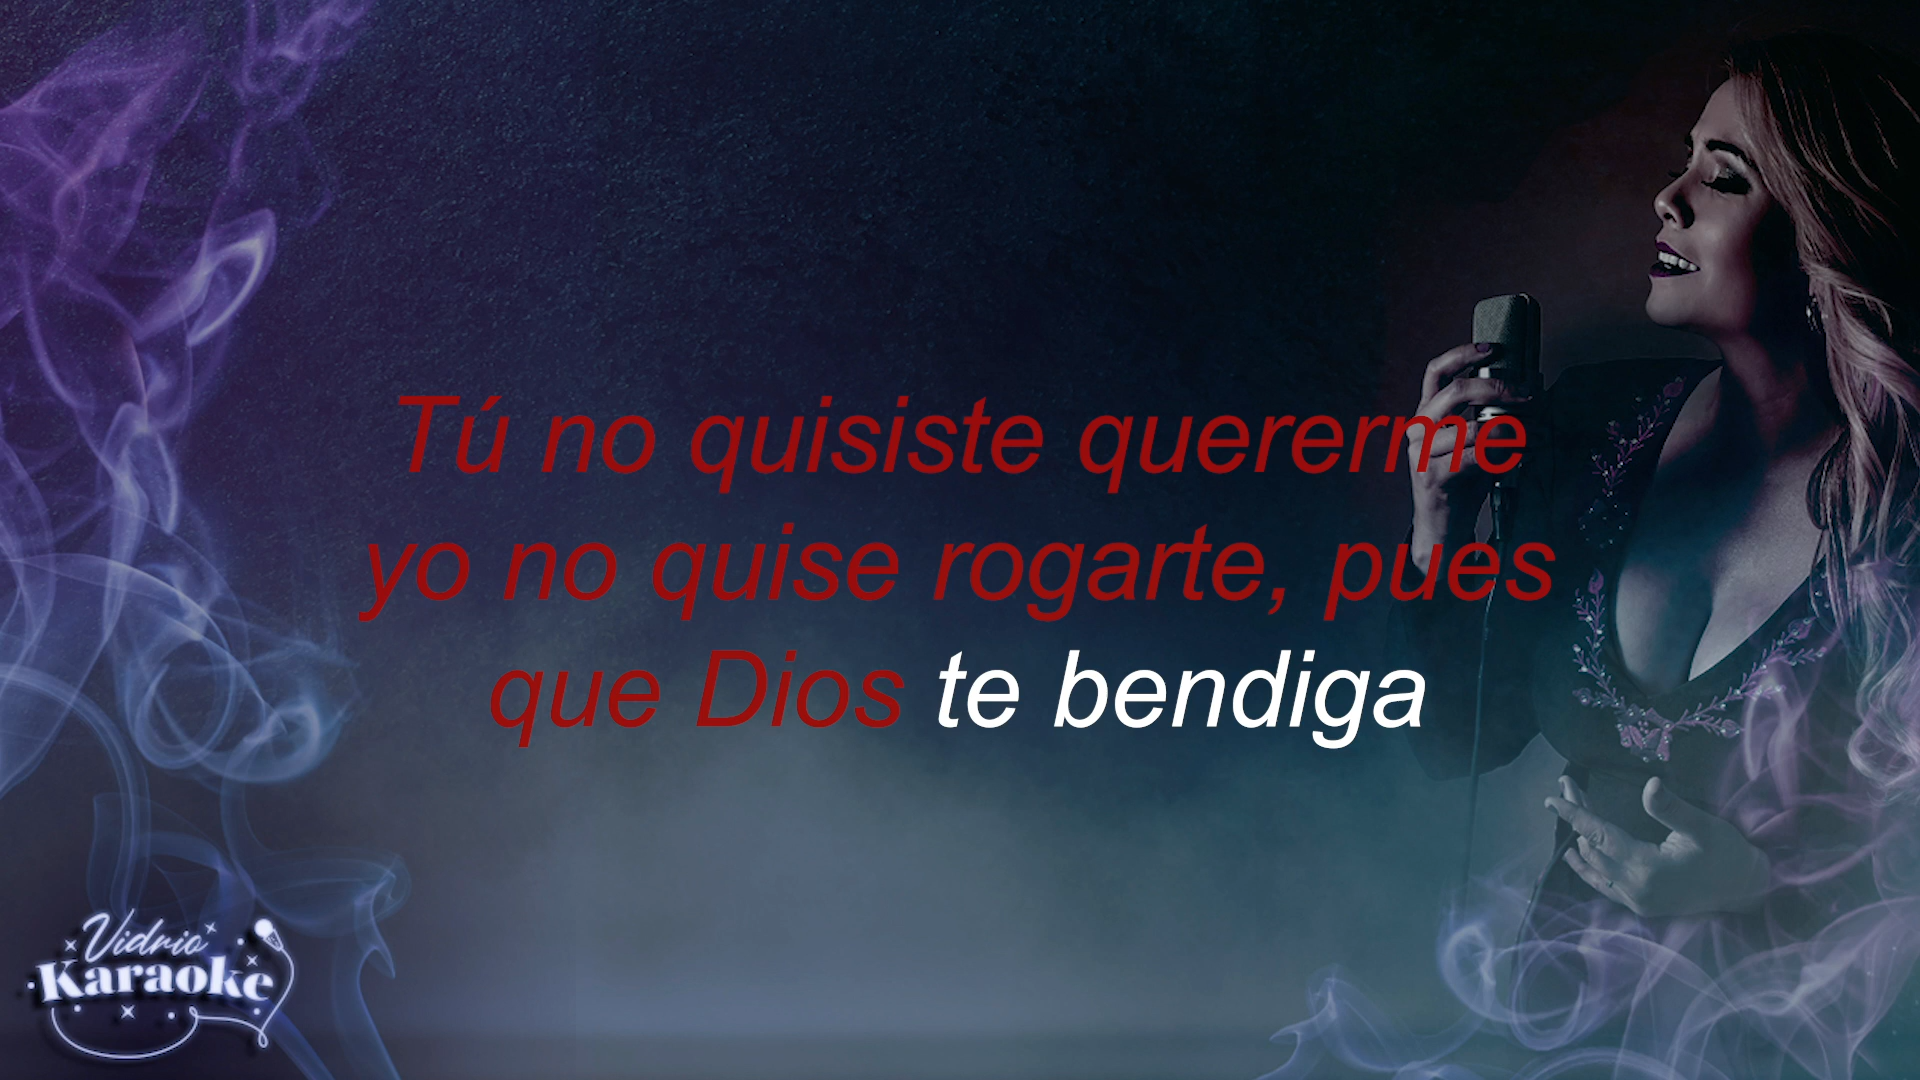 Tú no quisiste quererme
yo no quise rogarte, pues
que Dios te bendiga
Vidrio
Karaoke